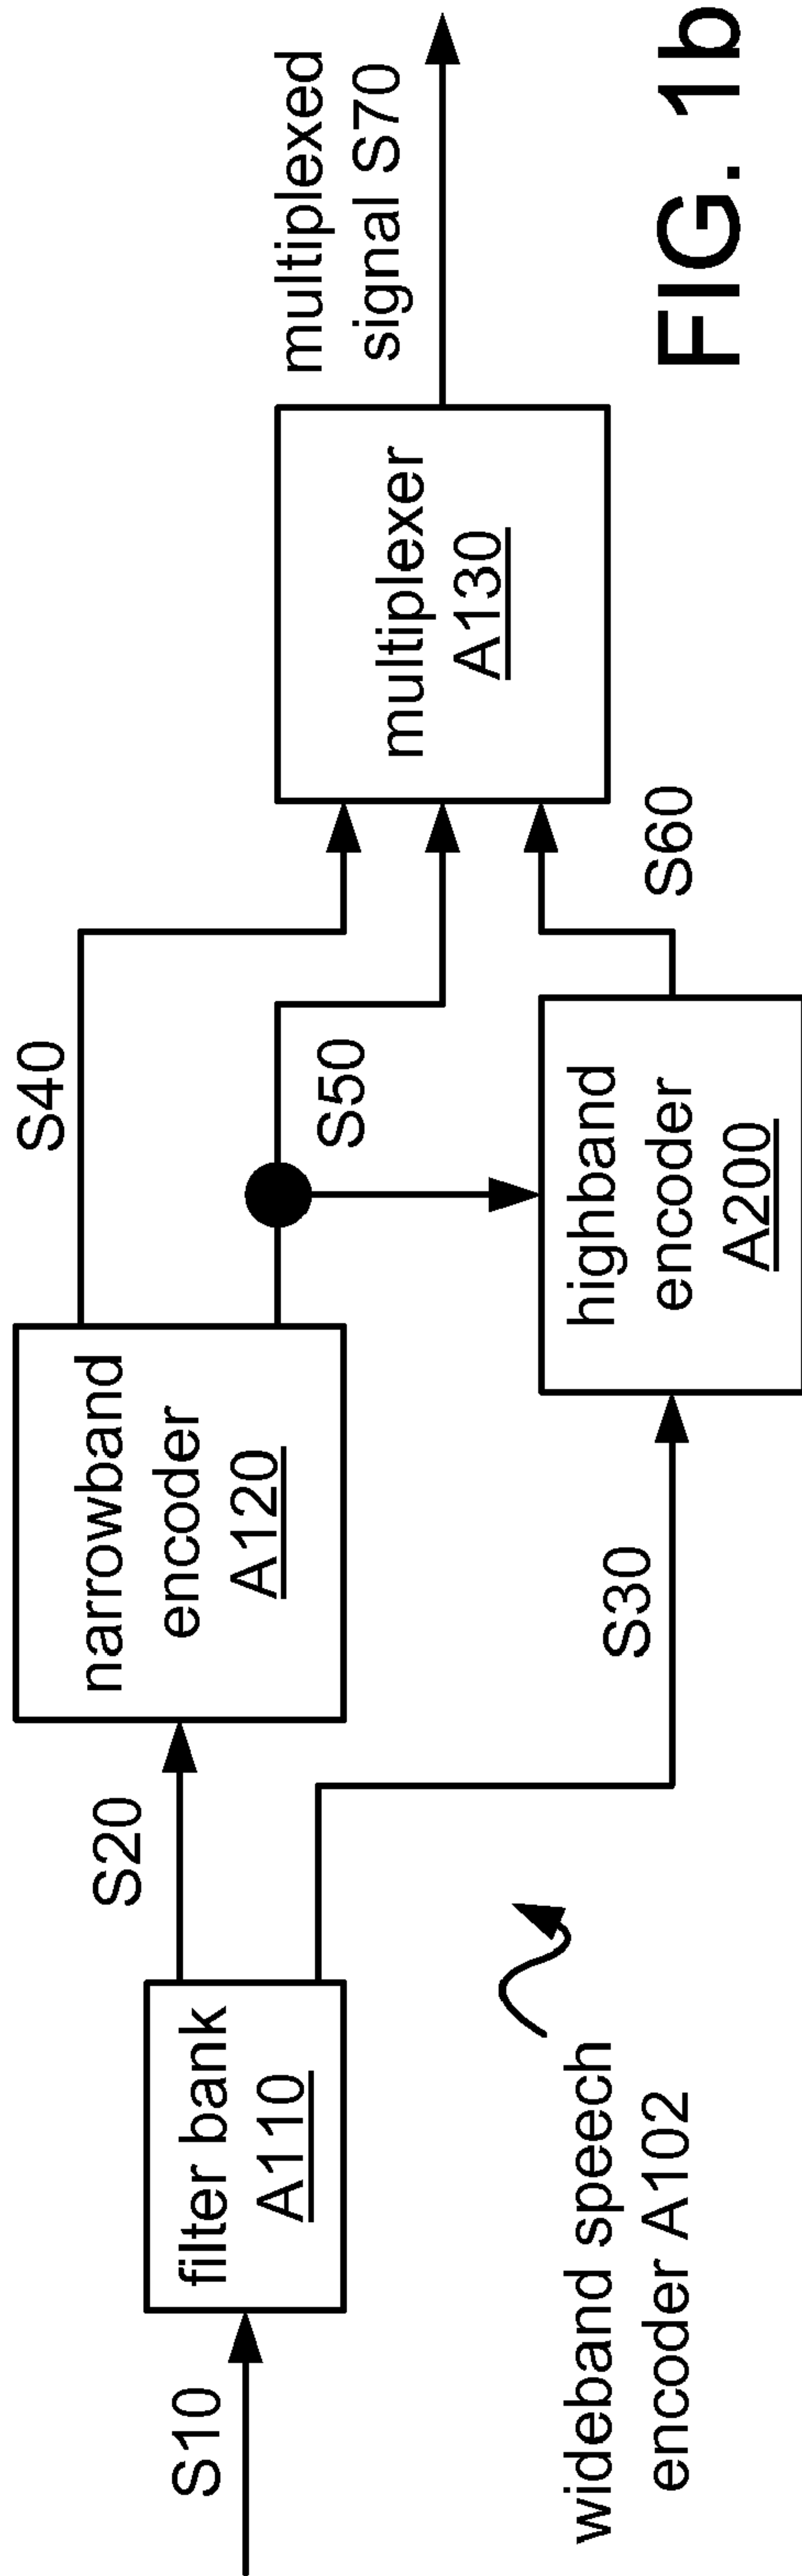 S10
filter bank
A110
S20
narrowband
encoder
A120
S40
S50
S30
highband
encoder
A200
S60
multiplexer
A130
multiplexed
signal S70
wideband speech
encoder A102
FIG. 1b